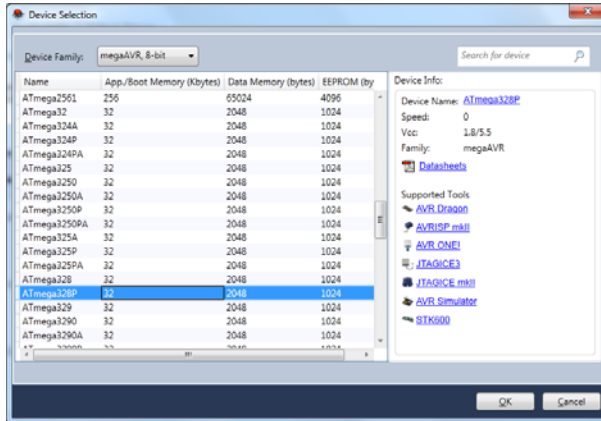 Device Selection
Device Family: megaAVR, 8-bit
Search for device
Name App./Boot Memory (Kbytes) Data Memory (bytes) EEPROM (by
ATmega2561 256 65024 4096
ATmega32 32 2048 1024
ATmega324A 32 2048 1024
ATmega324P 32 2048 1024
ATmega324PA 32 2048 1024
ATmega325 32 2048 1024
ATmega3250 32 2048 1024
ATmega3250A 32 2048 1024
ATmega3250P 32 2048 1024
ATmega3250PA 32 2048 1024
ATmega325A 32 2048 1024
ATmega325P 32 2048 1024
ATmega325PA 32 2048 1024
ATmega328 32 2048 1024
ATmega328P 32 2048 1024
ATmega329 32 2048 1024
ATmega3290 32 2048 1024
ATmega3290A 32 2048 1024
Device Info:
Device Name: ATmega328P
Speed: 0
Vcc: 1.8/5.5
Family: megaAVR
Datasheets
Supported Tools
AVR Dragon
AVRISP mkII
AVR ONE!
JTAGICE3
JTAGICE mkII
AVR Simulator
STK600
OK Cancel